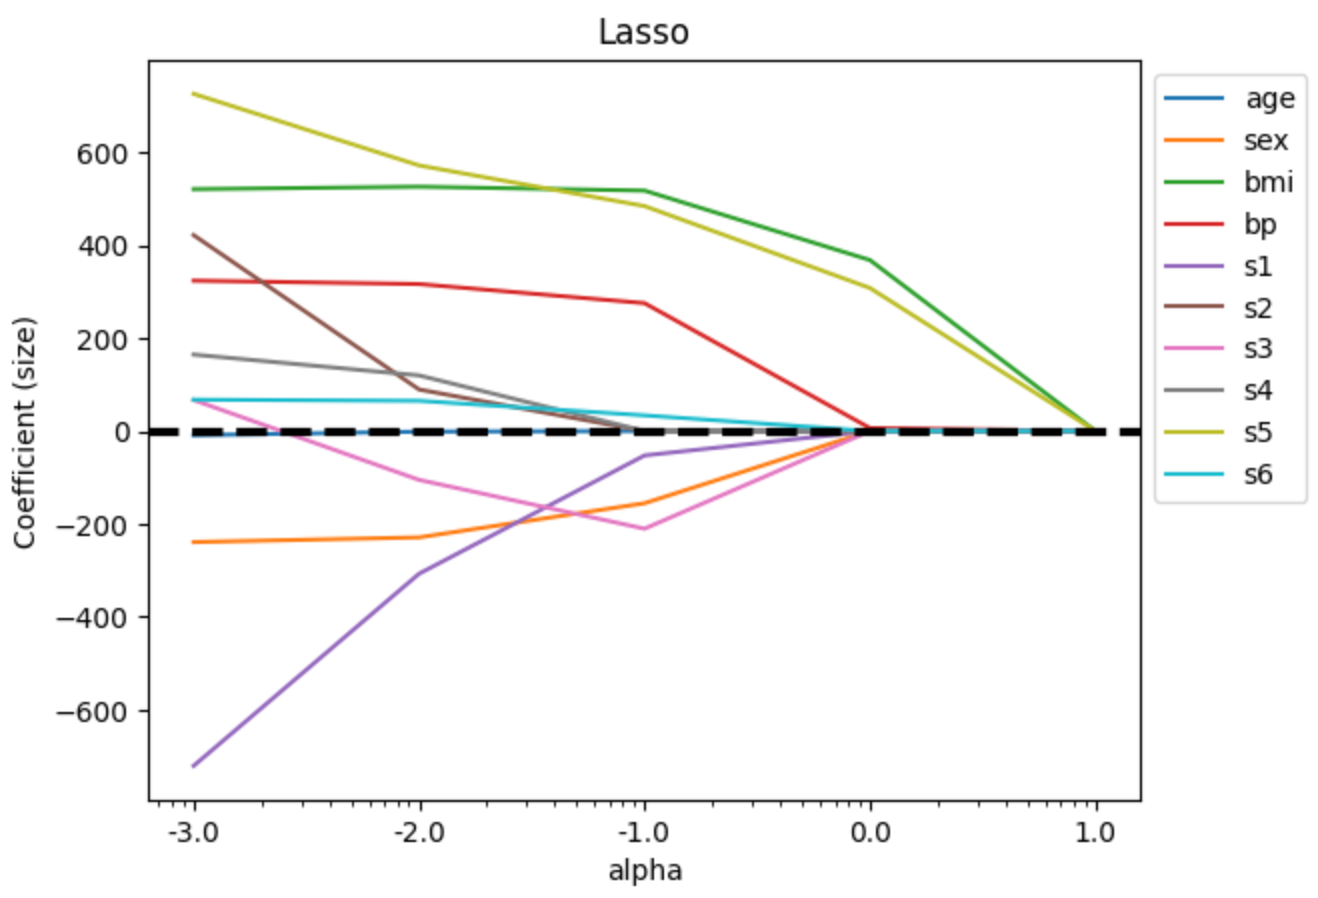 Lasso
600
400
200
0
−200
−400
−600
Coefficient (size)
-3.0 -2.0 -1.0 0.0 1.0
alpha
age
sex
bmi
bp
s1
s2
s3
s4
s5
s6